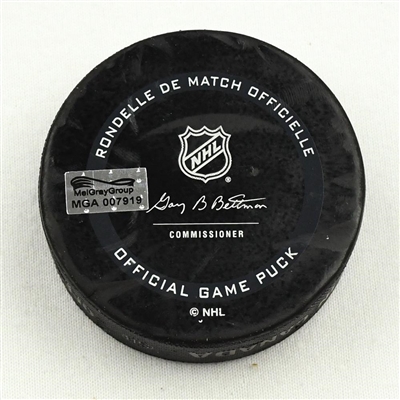 RONDELLE DE MATCH OFFICIELLE
NHL
MeiGrayGroup
MGA 007919
Gary B Bettman
COMMISSIONER
OFFICIAL GAME PUCK
© NHL